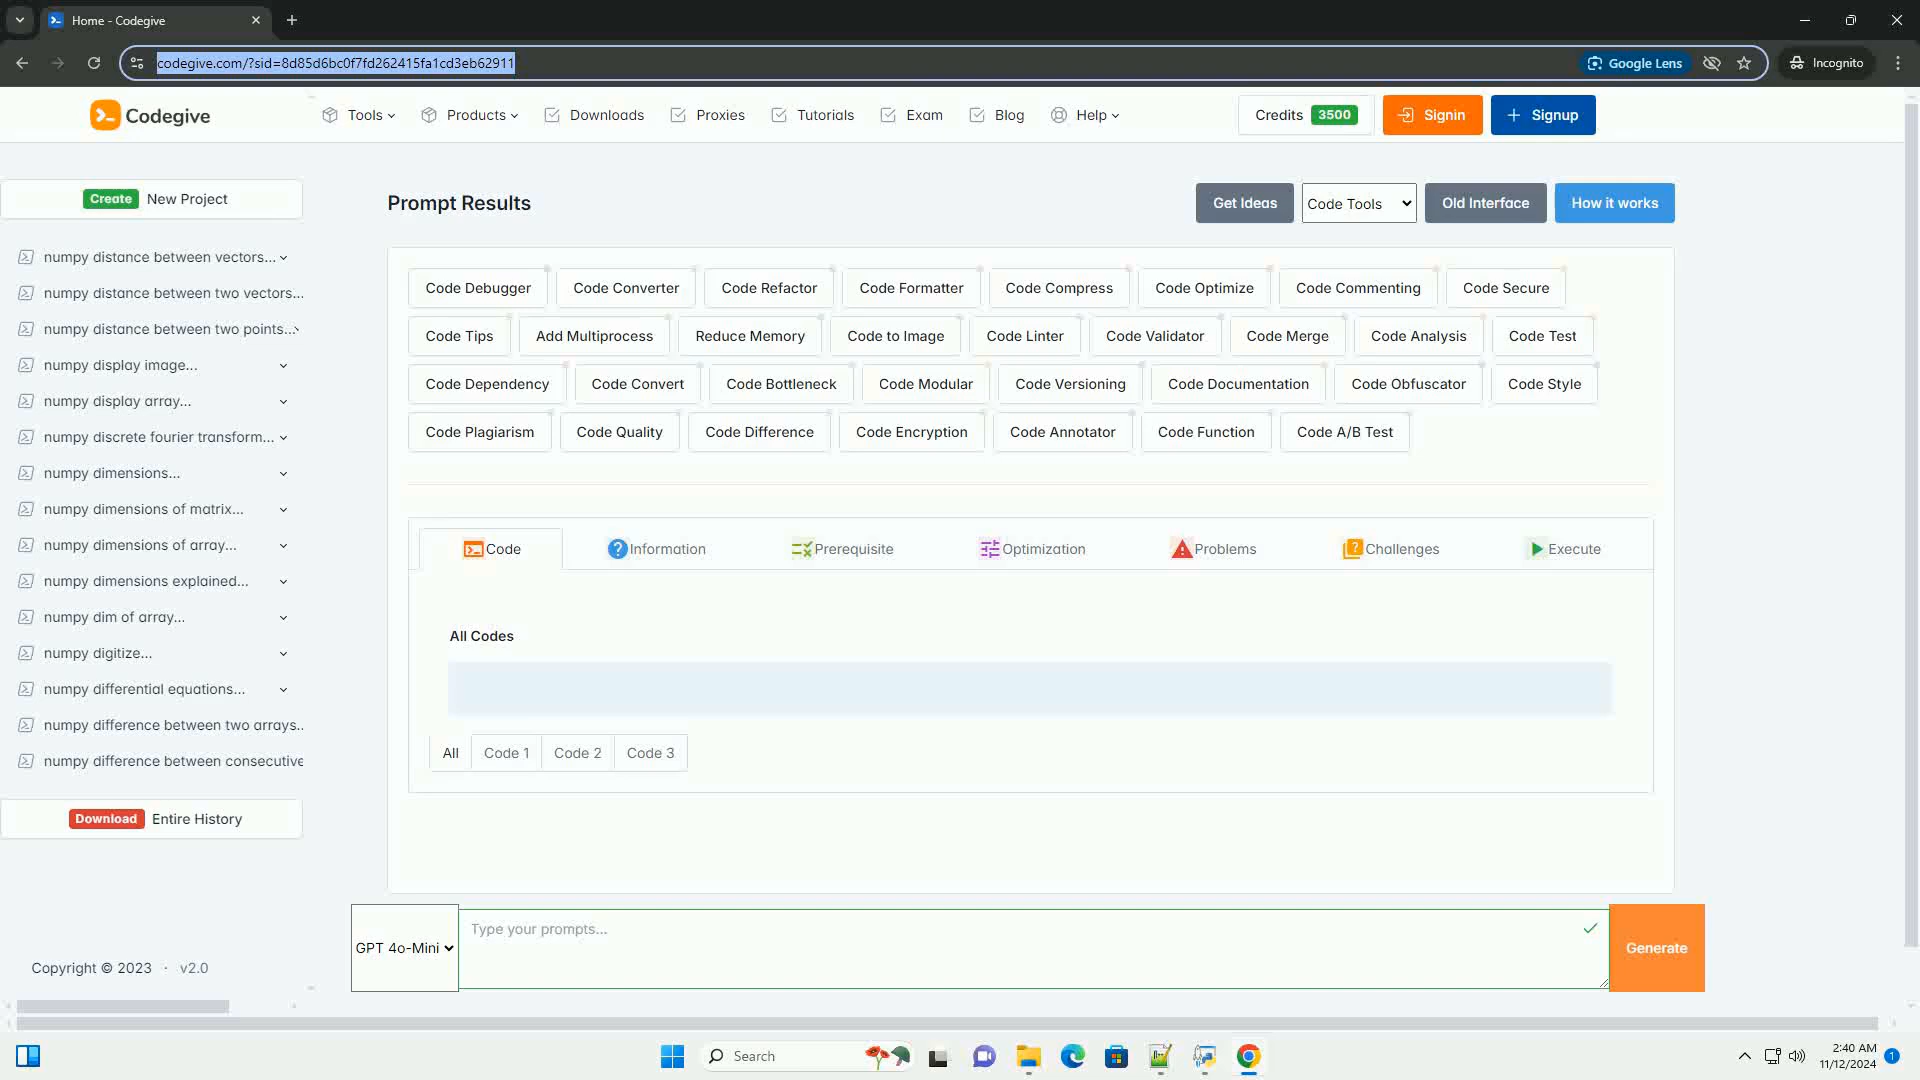 Home - Codegive
codegive.com/?sid=8d85d6bc0f7fd262415fa1cd3eb62911
Google Lens
Incognito
Codegive
Tools
Products
Downloads
Proxies
Tutorials
Exam
Blog
Help
Credits 3500
Signin
Signup
Create New Project
Prompt Results
Get Ideas
Code Tools
Old Interface
How it works
numpy distance between vectors...
numpy distance between two vectors...
numpy distance between two points...
numpy display image...
numpy display array...
numpy discrete fourier transform...
numpy dimensions...
numpy dimensions of matrix...
numpy dimensions of array...
numpy dimensions explained...
numpy dim of array...
numpy digitize...
numpy differential equations...
numpy difference between two arrays..
numpy difference between consecutive
Download Entire History
Copyright © 2023 · v2.0
Code Debugger
Code Converter
Code Refactor
Code Formatter
Code Compress
Code Optimize
Code Commenting
Code Secure
Code Tips
Add Multiprocess
Reduce Memory
Code to Image
Code Linter
Code Validator
Code Merge
Code Analysis
Code Test
Code Dependency
Code Convert
Code Bottleneck
Code Modular
Code Versioning
Code Documentation
Code Obfuscator
Code Style
Code Plagiarism
Code Quality
Code Difference
Code Encryption
Code Annotator
Code Function
Code A/B Test
Code
Information
Prerequisite
Optimization
Problems
Challenges
Execute
All Codes
All
Code 1
Code 2
Code 3
GPT 4o-Mini
Type your prompts...
Generate
Search
2:40 AM
11/12/2024
1